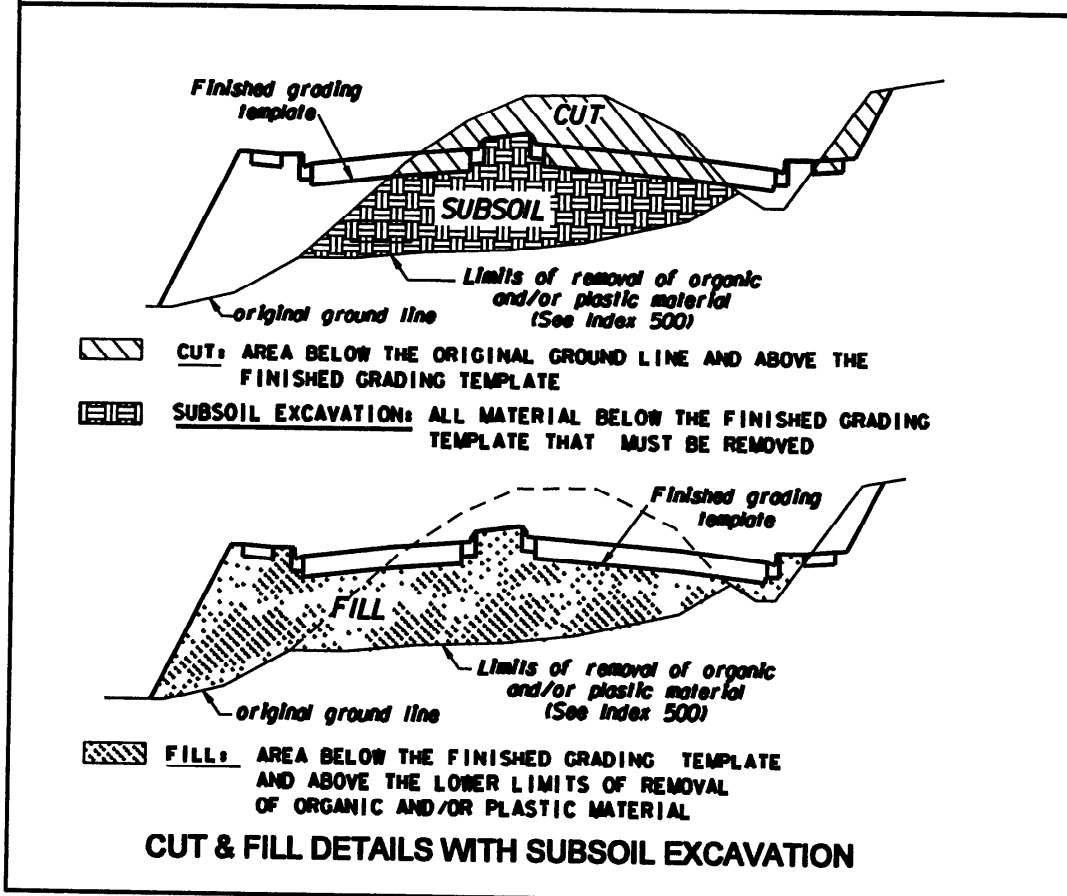 Finished grading
template
CUT
SUBSOIL
Limits of removal of organic
and/or plastic material
(See Index 500)
original ground line
CUT: AREA BELOW THE ORIGINAL GROUND LINE AND ABOVE THE
FINISHED GRADING TEMPLATE
SUBSOIL EXCAVATION: ALL MATERIAL BELOW THE FINISHED GRADING
TEMPLATE THAT MUST BE REMOVED
Finished grading
template
FILL
Limits of removal of organic
and/or plastic material
(See Index 500)
original ground line
FILL: AREA BELOW THE FINISHED GRADING TEMPLATE
AND ABOVE THE LOWER LIMITS OF REMOVAL
OF ORGANIC AND/OR PLASTIC MATERIAL
CUT & FILL DETAILS WITH SUBSOIL EXCAVATION